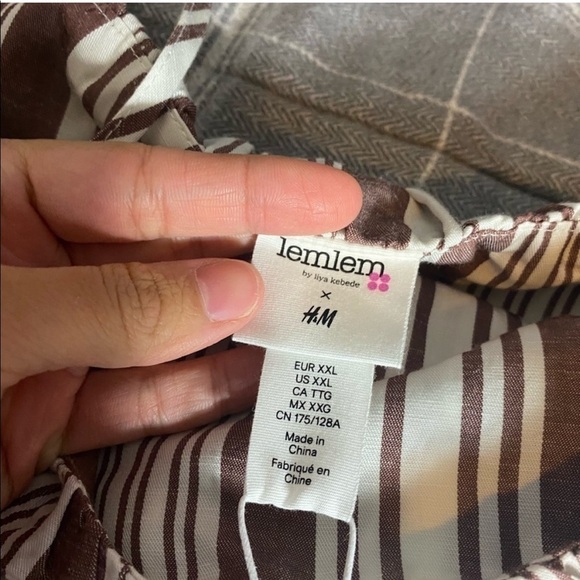 lemlem
by liya kebede
×
H&M
EUR XXL
US XXL
CA TTG
MX XXG
CN 175/128A
Made in
China
Fabriqué en
Chine